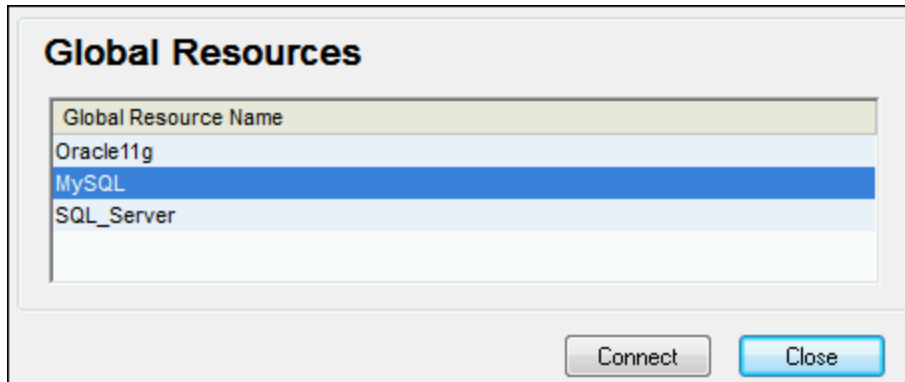 Global Resources
Global Resource Name
Oracle11g
MySQL
SQL_Server
Connect Close